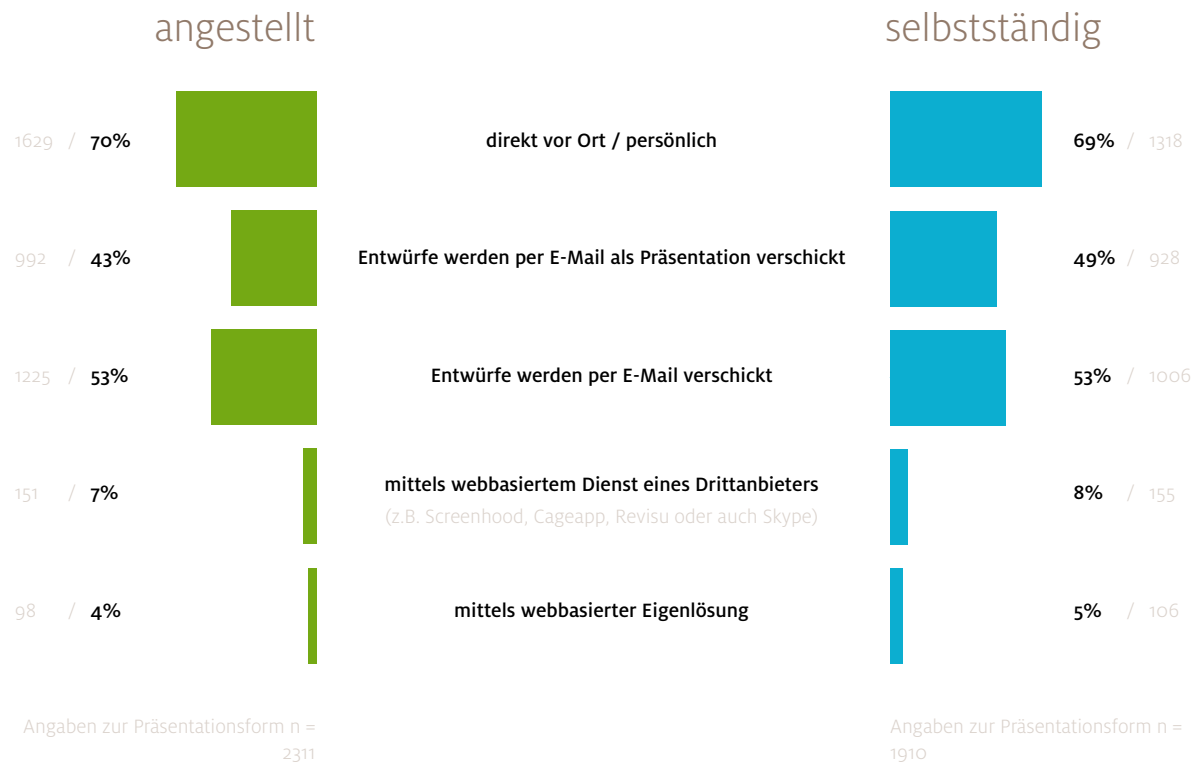 angestellt selbstständig
1629 / 70% direkt vor Ort / persönlich 69% / 1318
992 / 43% Entwürfe werden per E-Mail als Präsentation verschickt 49% / 928
1225 / 53% Entwürfe werden per E-Mail verschickt 53% / 1006
151 / 7% mittels webbasiertem Dienst eines Drittanbieters 8% / 155
(z.B. Screenhood, Cageapp, Revisu oder auch Skype)
98 / 4% mittels webbasierter Eigenlösung 5% / 106
Angaben zur Präsentationsform n =
2311
Angaben zur Präsentationsform n =
1910